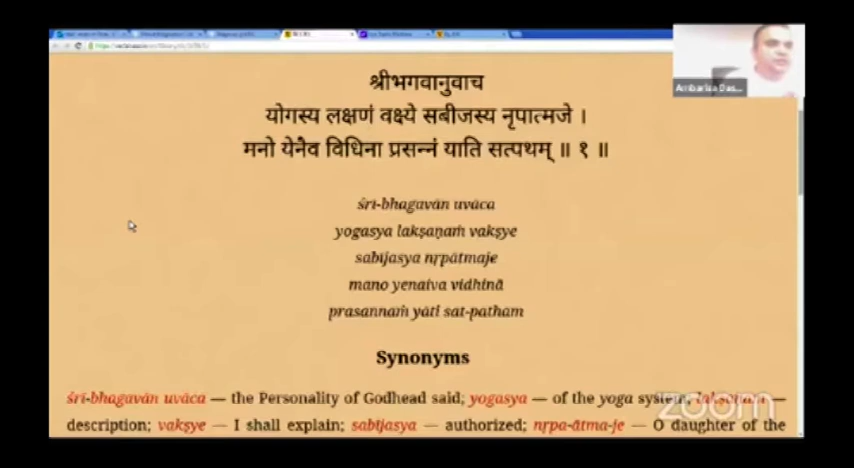 श्रीभगवानुवाच
योगस्य लक्षणं वक्ष्ये सबीजस्य नृपात्मजे ।
मनो येनैव विधिना प्रसन्नं याति सत्पथम् ॥ १ ॥
śrī-bhagavān uvāca
yogasya lakṣaṇaṁ vakṣye
sabījasya nṛpātmaje
mano yenaiva vidhinā
prasannaṁ yāti sat-patham
Synonyms
śrī-bhagavān uvāca — the Personality of Godhead said; yogasya — of the yoga system; lakṣaṇam —
description; vakṣye — I shall explain; sabījasya — authorized; nṛpa-ātma-je — O daughter of the
Ambarisa Das...
zoom